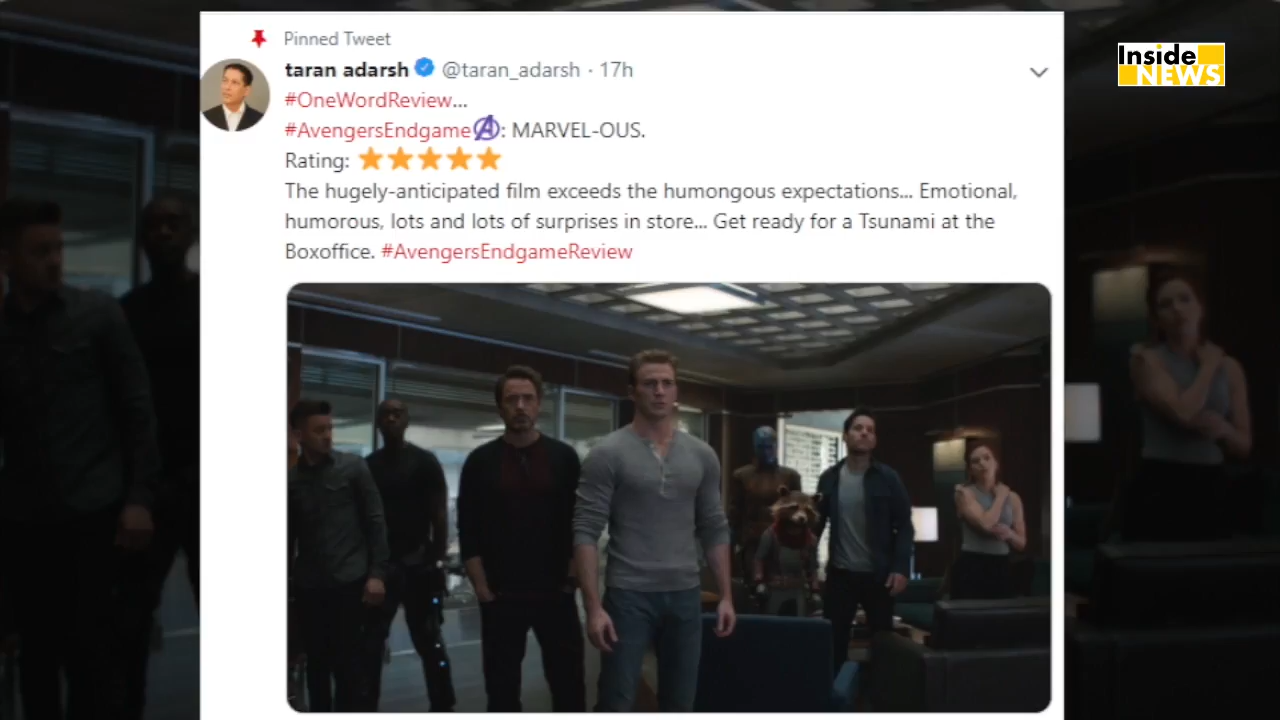 Pinned Tweet
taran adarsh @taran_adarsh · 17h
#OneWordReview...
#AvengersEndgame: MARVEL-OUS.
Rating: ⭐⭐⭐⭐⭐
The hugely-anticipated film exceeds the humongous expectations... Emotional,
humorous, lots and lots of surprises in store... Get ready for a Tsunami at the
Boxoffice. #AvengersEndgameReview
Inside
NEWS